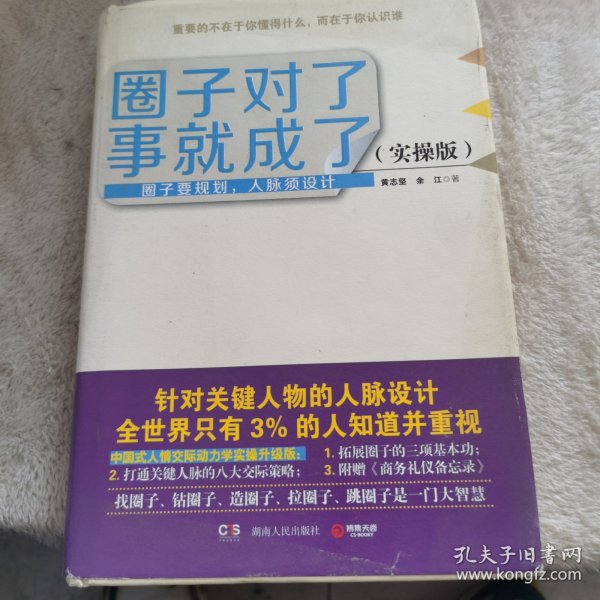 重要的不在于你懂得什么，而在于你认识谁
圈子对了
事就成了
（实操版）
圈子要规划，人脉须设计
黄志坚 余江◎著
针对关键人物的人脉设计
全世界只有3%的人知道并重视
中国式人情交际动力学实操升级版： 1. 拓展圈子的三项基本功；
2. 打通关键人脉的八大交际策略； 3. 附赠《商务礼仪备忘录》
找圈子、钻圈子、造圈子、拉圈子、跳圈子是一门大智慧
CTS 湖南人民出版社 博集天卷
CS-BOOKY
孔夫子旧书网
www.kongfz.com